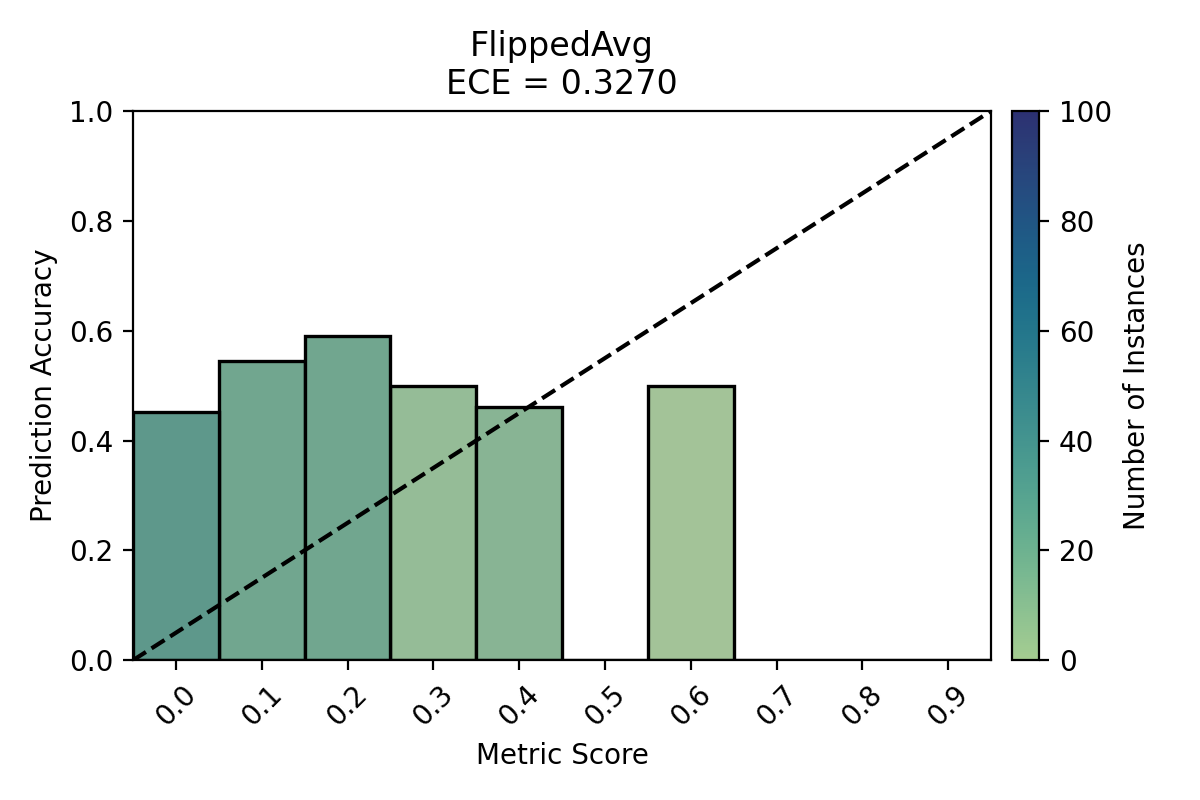 FlippedAvg
ECE = 0.3270
1.0
0.8
0.6
0.4
0.2
0.0
Prediction Accuracy
0.0 0.1 0.2 0.3 0.4 0.5 0.6 0.7 0.8 0.9
Metric Score
100
80
60
40
20
0
Number of Instances